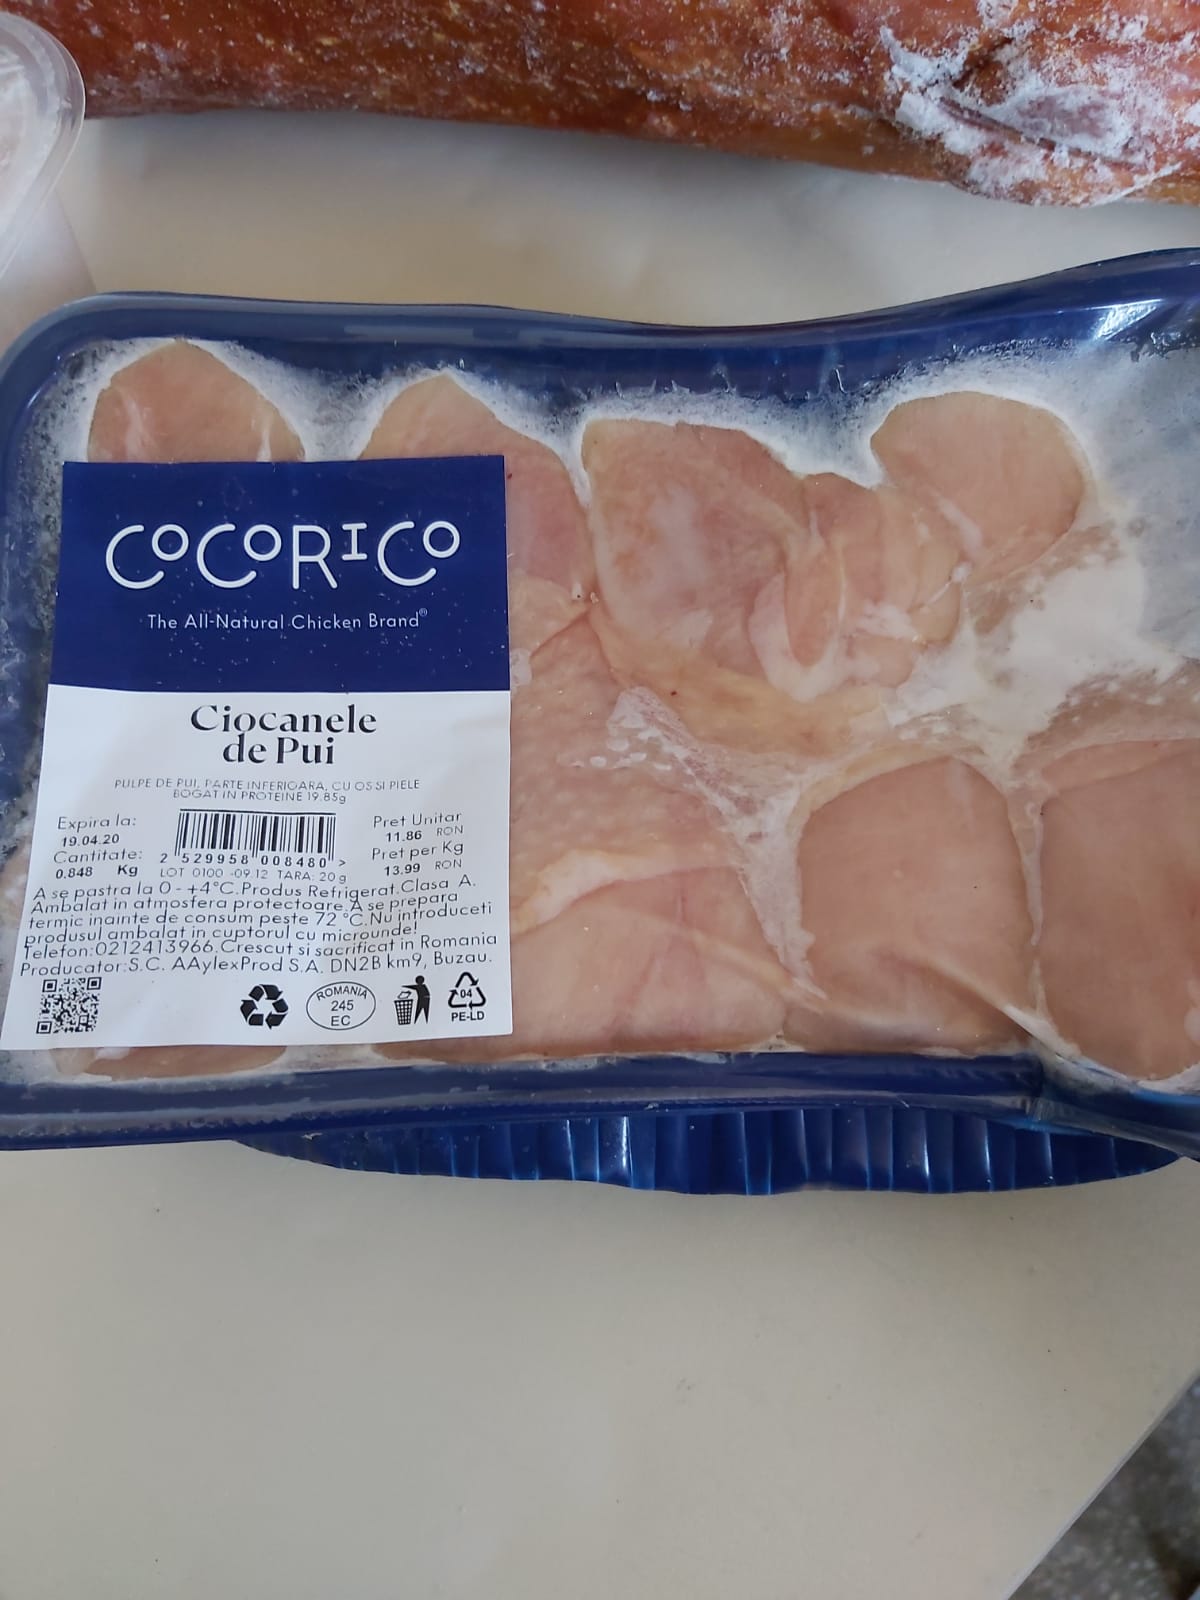 CoCoRICo
The All-Natural Chicken Brand®
Ciocanele
de Pui
PULPE DE PUI, PARTE INFERIOARA, CU OS SI PIELE
BOGAT IN PROTEINE 19.85g
Expira la:
19.04.20
Cantitate:
0.848 Kg
2 529958 008480 >
LOT 0100 -09.12 TARA: 20g
Pret Unitar
11.86 RON
Pret per Kg
13.99 RON
A se pastra la 0 - +4°C.Produs Refrigerat.Clasa A.
Ambalat in atmosfera protectoare.A se prepara
termic inainte de consum peste 72 °C.Nu introduceti
produsul ambalat in cuptorul cu microunde!
Telefon:0212413966.Crescut si sacrificat in Romania
Producator:S.C. AAylexProd S.A. DN2B km9, Buzau.
ROMANIA
245
EC
04
PE-LD